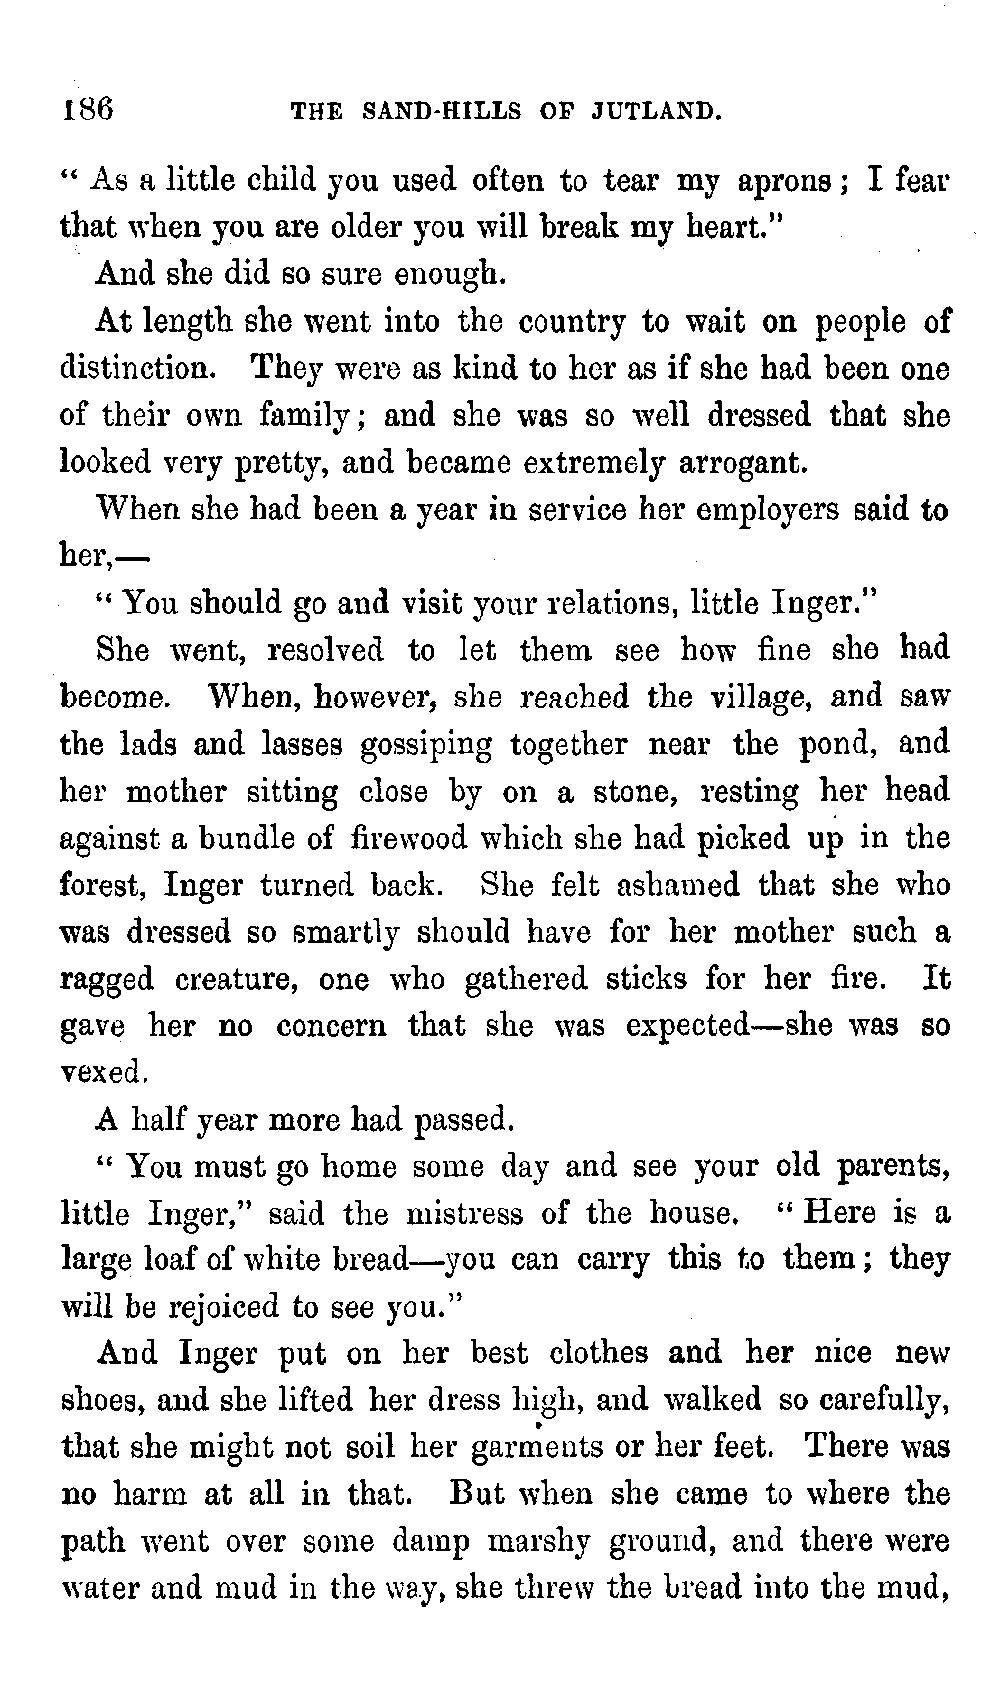 186 THE SAND-HILLS OF JUTLAND.
“ As a little child you used often to tear my aprons ; I fear
that when you are older you will break my heart.”
And she did so sure enough.
At length she went into the country to wait on people of
distinction. They were as kind to her as if she had been one
of their own family ; and she was so well dressed that she
looked very pretty, and became extremely arrogant.
When she had been a year in service her employers said to
her,—
“ You should go and visit your relations, little Inger.”
She went, resolved to let them see how fine she had
become. When, however, she reached the village, and saw
the lads and lasses gossiping together near the pond, and
her mother sitting close by on a stone, resting her head
against a bundle of firewood which she had picked up in the
forest, Inger turned back. She felt ashamed that she who
was dressed so smartly should have for her mother such a
ragged creature, one who gathered sticks for her fire. It
gave her no concern that she was expected—she was so
vexed.
A half year more had passed.
“ You must go home some day and see your old parents,
little Inger,” said the mistress of the house. “ Here is a
large loaf of white bread—you can carry this to them ; they
will be rejoiced to see you.”
And Inger put on her best clothes and her nice new
shoes, and she lifted her dress high, and walked so carefully,
that she might not soil her garments or her feet. There was
no harm at all in that. But when she came to where the
path went over some damp marshy ground, and there were
water and mud in the way, she threw the bread into the mud,